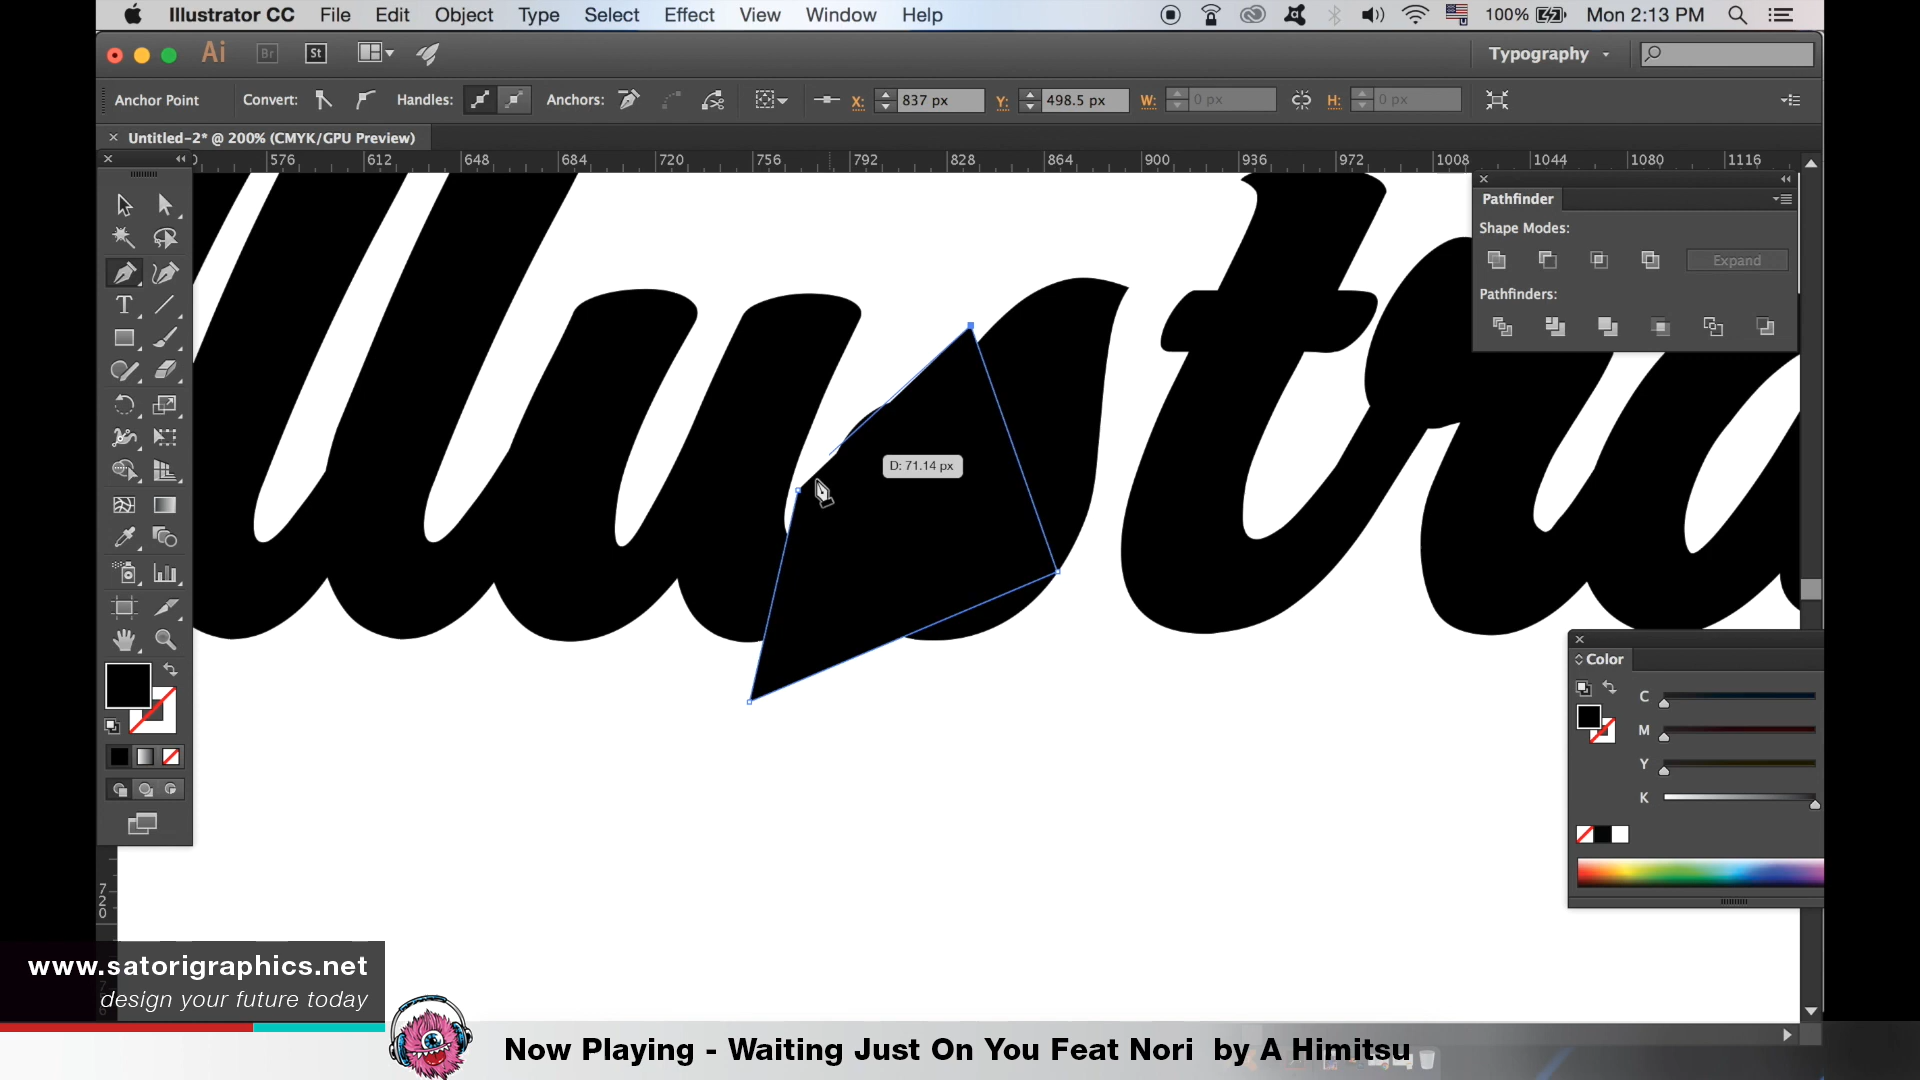 Illustrator CC File Edit Object Type Select Effect View Window Help 100% Mon 2:13 PM
Ai Br St Typography
Anchor Point Convert: Handles: Anchors: X: 837 px Y: 498.5 px W: 0 px H: 0 px
Untitled-2* @ 200% (CMYK/GPU Preview)
576 612 648 684 720 756 792 828 864 900 936 972 1008 1044 1080 1116
Pathfinder
Shape Modes:
Expand
Pathfinders:
D: 71.14 px
Color
C
M
Y
K
720
www.satorigraphics.net
design your future today
Now Playing - Waiting Just On You Feat Nori by A Himitsu